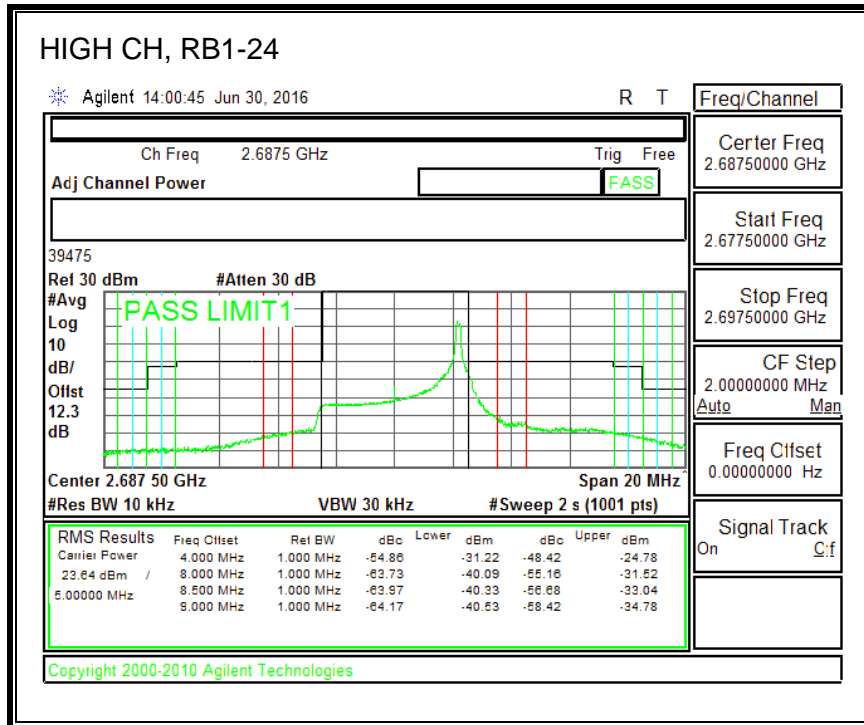 HIGH CH, RB1-24
Agilent 14:00:45 Jun 30, 2016 R T
Ch Freq 2.6875 GHz Trig Free
Adj Channel Power PASS
39475
Ref 30 dBm #Atten 30 dB
#Avg
Log
10
dB/
Offst
12.3
dB
PASS LIMIT1
Center 2.687 50 GHz Span 20 MHz
#Res BW 10 kHz VBW 30 kHz #Sweep 2 s (1001 pts)
RMS Results Freq Offset Ref BW dBc Lower dBm dBc Upper dBm
Carrier Power 4.000 MHz 1.000 MHz -54.86 -31.22 -48.42 -24.78
23.64 dBm / 8.000 MHz 1.000 MHz -63.73 -40.09 -55.16 -31.52
5.00000 MHz 8.500 MHz 1.000 MHz -63.97 -40.33 -56.68 -33.04
9.000 MHz 1.000 MHz -64.17 -40.53 -58.42 -34.78
Copyright 2000-2010 Agilent Technologies
Freq/Channel
Center Freq
2.68750000 GHz
Start Freq
2.67750000 GHz
Stop Freq
2.69750000 GHz
CF Step
2.00000000 MHz
Auto Man
Freq Offset
0.00000000 Hz
Signal Track
On Off